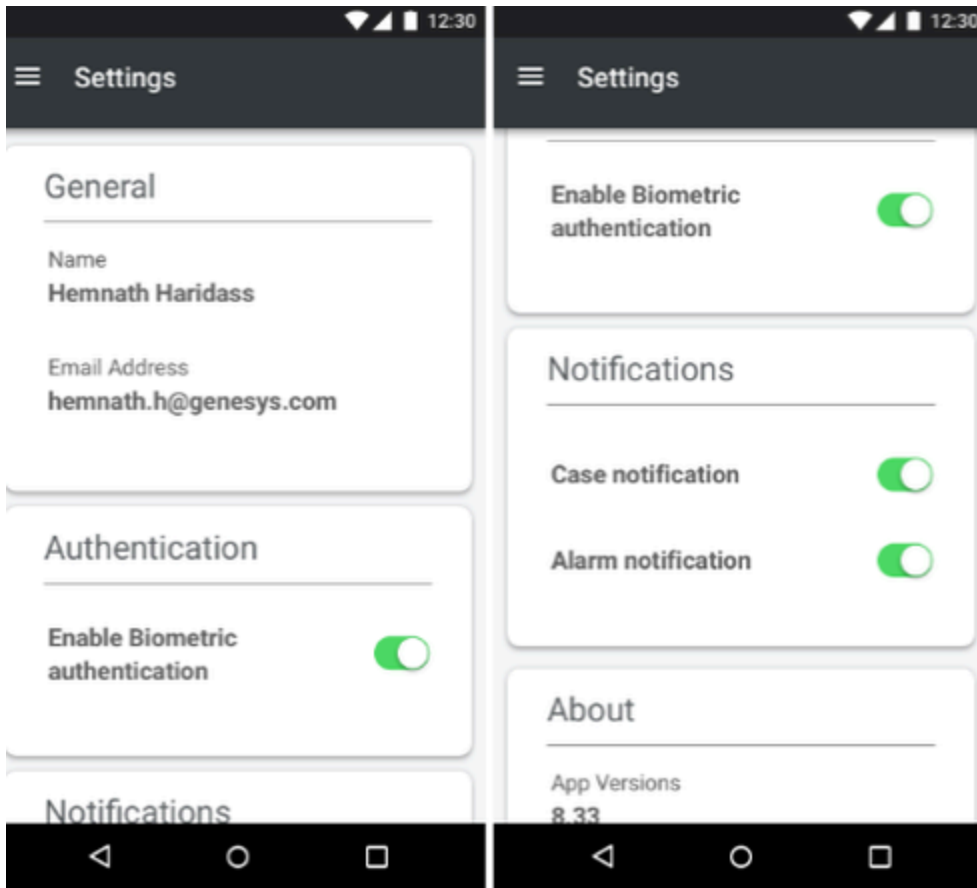 12:30
Settings
General
Name
Hemnath Haridass
Email Address
hemnath.h@genesys.com
Authentication
Enable Biometric
authentication
Notifications
12:30
Settings
Enable Biometric
authentication
Notifications
Case notification
Alarm notification
About
App Versions
8.33